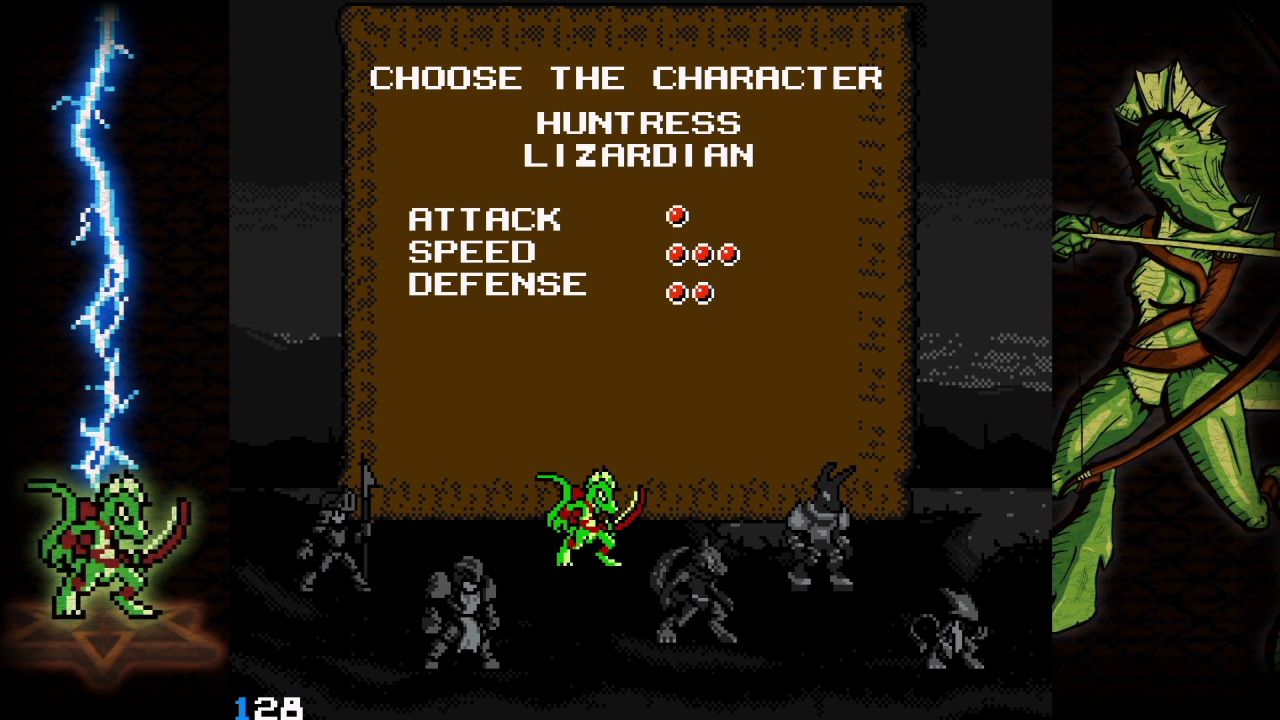 CHOOSE THE CHARACTER
HUNTRESS
LIZARDIAN
ATTACK
SPEED
DEFENSE
128